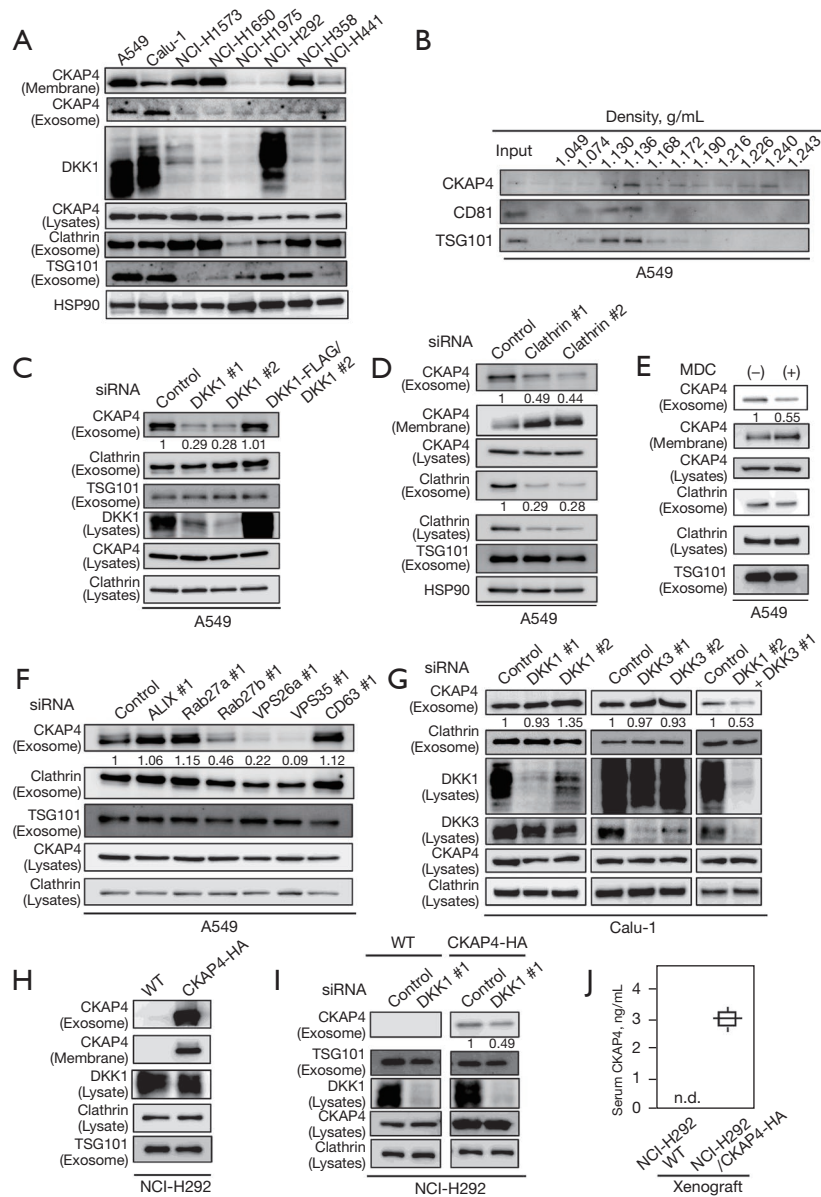 A
A549
Calu-1
NCI-H1573
NCI-H1650
NCI-H1975
NCI-H292
NCI-H358
NCI-H441
CKAP4
(Membrane)
CKAP4
(Exosome)
DKK1
CKAP4
(Lysates)
Clathrin
(Exosome)
TSG101
(Exosome)
HSP90
B
Density, g/mL
Input
1.049
1.074
1.130
1.136
1.168
1.172
1.190
1.216
1.226
1.240
1.243
CKAP4
CD81
TSG101
A549
C
siRNA
Control
DKK1 #1
DKK1 #2
DKK1-FLAG/
DKK1 #2
CKAP4
(Exosome)
1 0.29 0.28 1.01
Clathrin
(Exosome)
TSG101
(Exosome)
DKK1
(Lysates)
CKAP4
(Lysates)
Clathrin
(Lysates)
A549
D
siRNA
Control
Clathrin #1
Clathrin #2
CKAP4
(Exosome)
1 0.49 0.44
CKAP4
(Membrane)
CKAP4
(Lysates)
Clathrin
(Exosome)
1 0.29 0.28
Clathrin
(Lysates)
TSG101
(Exosome)
HSP90
A549
E
MDC (–) (+)
CKAP4
(Exosome)
1 0.55
CKAP4
(Membrane)
CKAP4
(Lysates)
Clathrin
(Exosome)
Clathrin
(Lysates)
TSG101
(Exosome)
A549
F
siRNA
Control
ALIX #1
Rab27a #1
Rab27b #1
VPS26a #1
VPS35 #1
CD63 #1
CKAP4
(Exosome)
1 1.06 1.15 0.46 0.22 0.09 1.12
Clathrin
(Exosome)
TSG101
(Exosome)
CKAP4
(Lysates)
Clathrin
(Lysates)
A549
G
siRNA
Control
DKK1 #1
DKK1 #2
Control
DKK3 #1
DKK3 #2
Control
DKK1 #2
+ DKK3 #1
CKAP4
(Exosome)
1 0.93 1.35 1 0.97 0.93 1 0.53
Clathrin
(Exosome)
DKK1
(Lysates)
DKK3
(Lysates)
CKAP4
(Lysates)
Clathrin
(Lysates)
Calu-1
H
WT
CKAP4-HA
CKAP4
(Exosome)
CKAP4
(Membrane)
DKK1
(Lysate)
Clathrin
(Lysate)
TSG101
(Exosome)
NCI-H292
I
WT CKAP4-HA
siRNA
Control
DKK1 #1
Control
DKK1 #1
CKAP4
(Exosome)
1 0.49
TSG101
(Exosome)
DKK1
(Lysates)
CKAP4
(Lysates)
Clathrin
(Lysates)
NCI-H292
J
Serum CKAP4, ng/mL
4
3
2
1
0
n.d.
NCI-H292
WT
NCI-H292
/CKAP4-HA
Xenograft